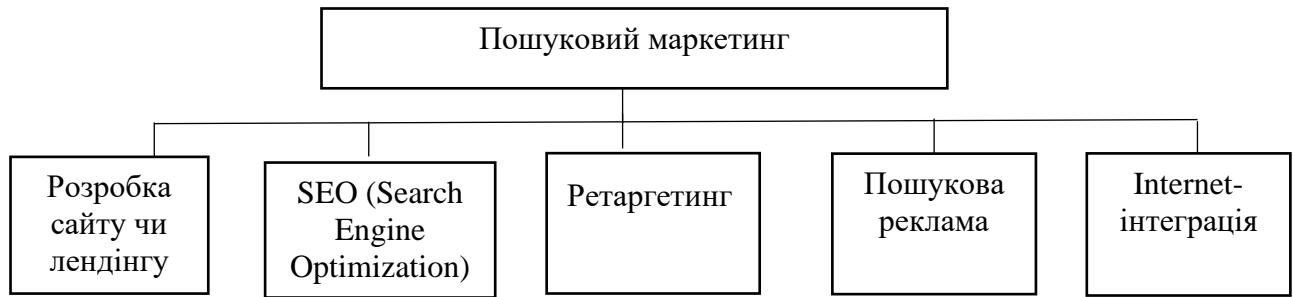 Пошуковий маркетинг
Розробка
сайту чи
лендінгу
SEO (Search
Engine
Optimization)
Ретаргетинг
Пошукова
реклама
Internet-
інтеграція